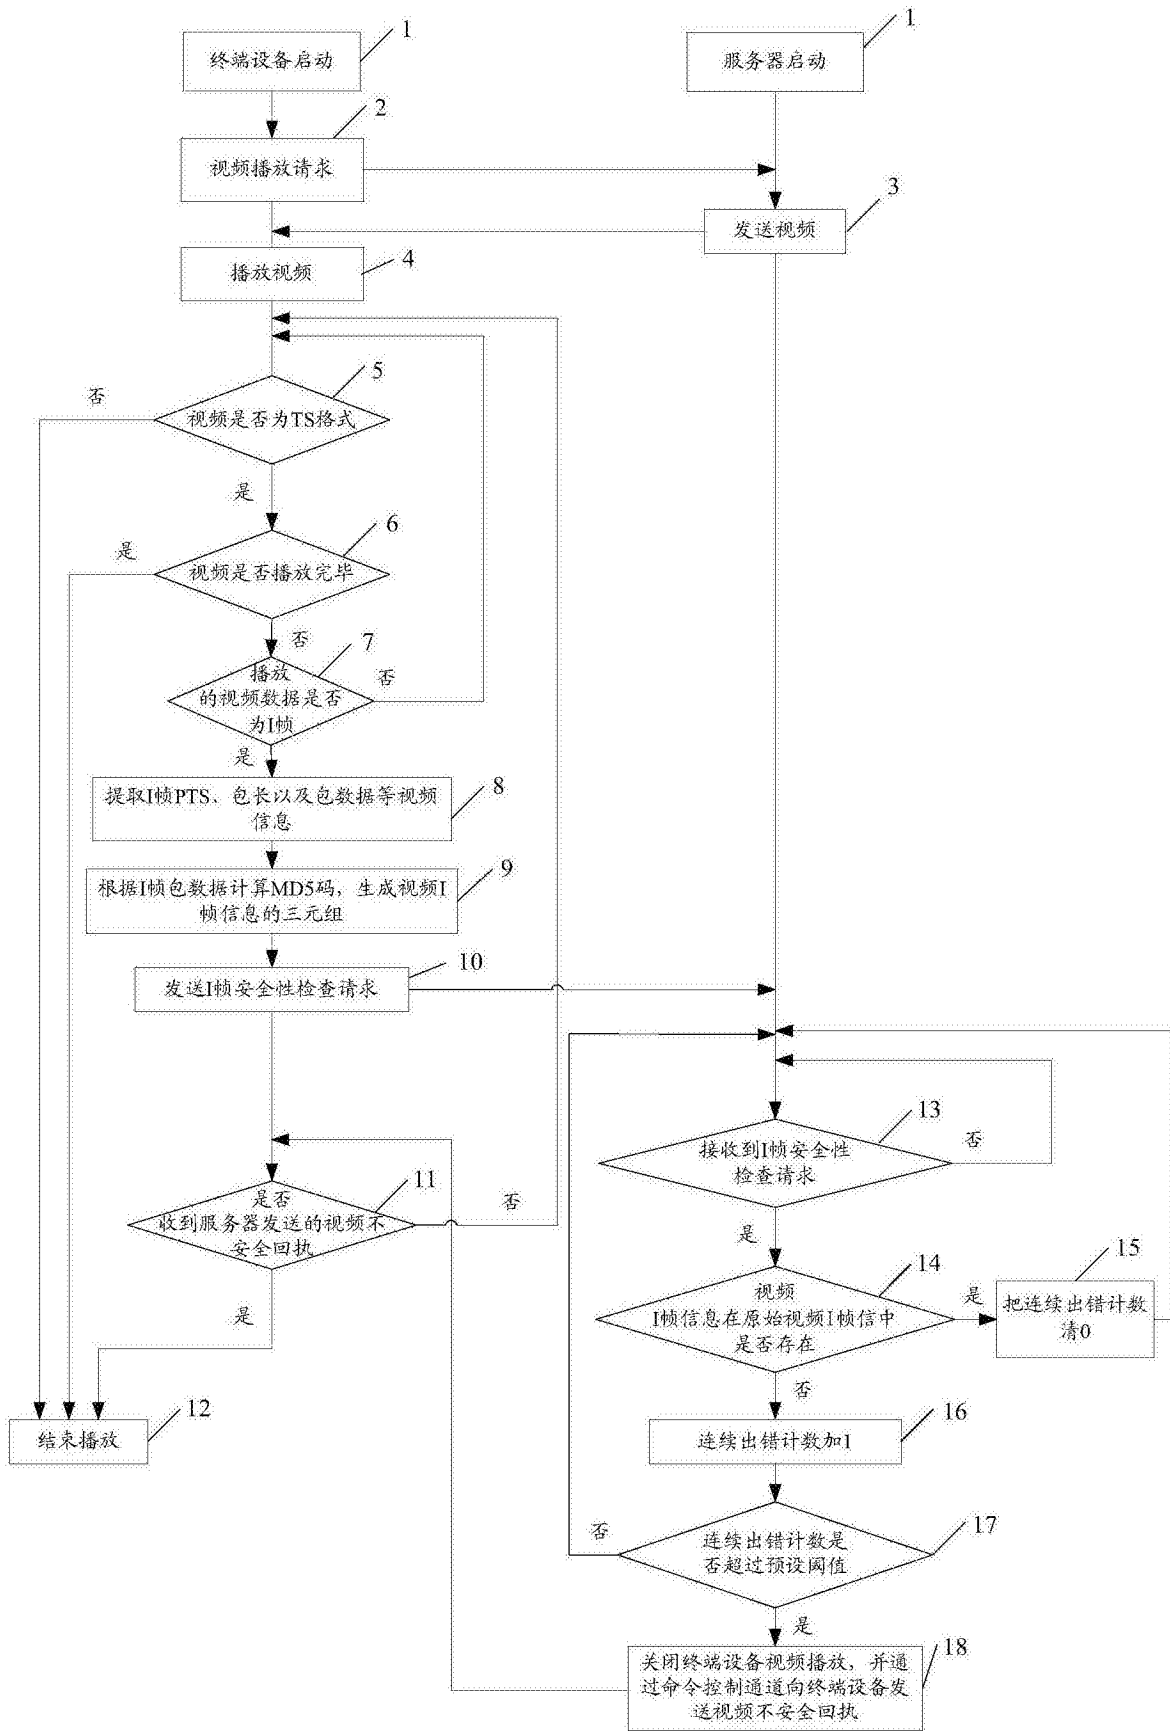 终端设备启动
1
服务器启动
1
视频播放请求
2
发送视频
3
播放视频
4
视频是否为TS格式
5
否
是
视频是否播放完毕
6
是
否
播放
的视频数据是否
为I帧
7
否
是
提取I帧PTS、包长以及包数据等视频
信息
8
根据I帧包数据计算MD5码，生成视频I
帧信息的三元组
9
发送I帧安全性检查请求
10
是否
收到服务器发送的视频不
安全回执
11
否
是
结束播放
12
接收到I帧安全性
检查请求
13
否
是
视频
I帧信息在原始视频I帧信中
是否存在
14
是
把连续出错计数
清0
15
否
连续出错计数加1
16
连续出错计数是
否超过预设阈值
17
否
是
关闭终端设备视频播放，并通
过命令控制通道向终端设备发
送视频不安全回执
18